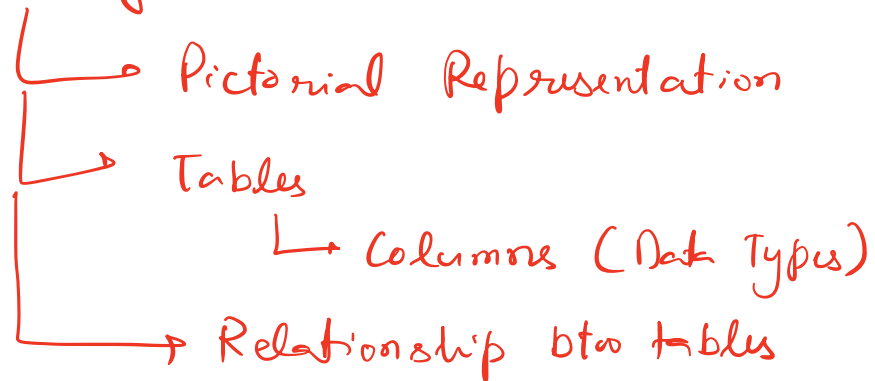 Pictorial Representation
Tables
Columns (Data Types)
Relationship btw tables